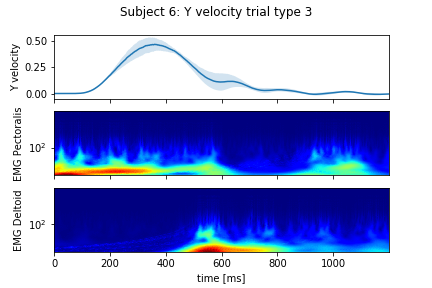 Subject 6: Y velocity trial type 3
Y velocity
0.50
0.25
0.00
EMG Pectoralis
10²
EMG Deltoid
10²
0 200 400 600 800 1000
time [ms]